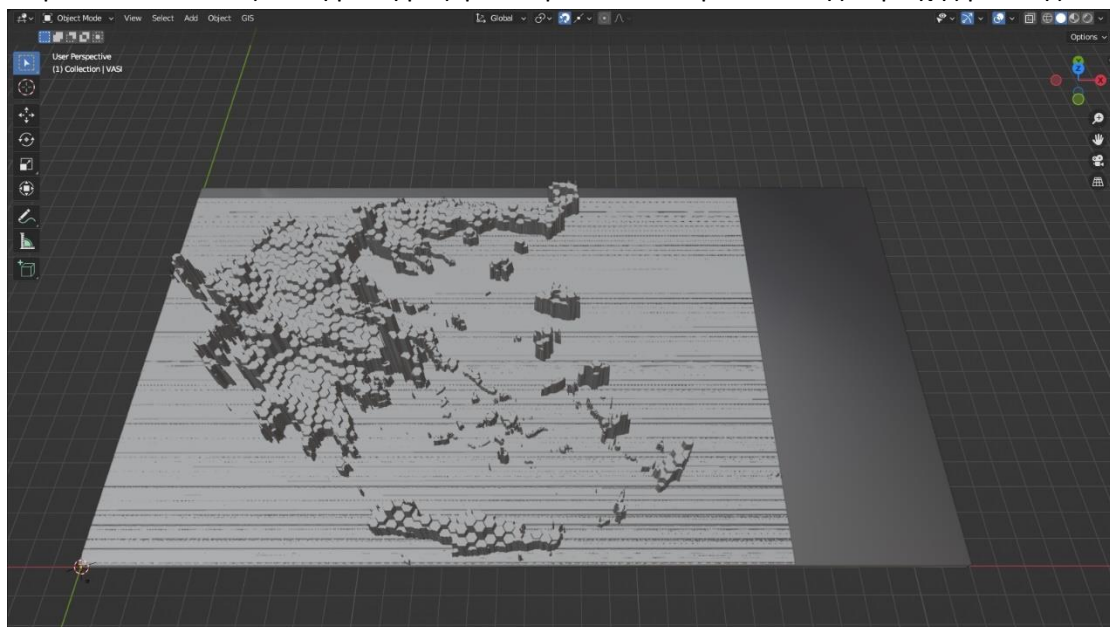 Object Mode View Select Add Object GIS
Global
Options
User Perspective
(1) Collection | VASI
Z
X